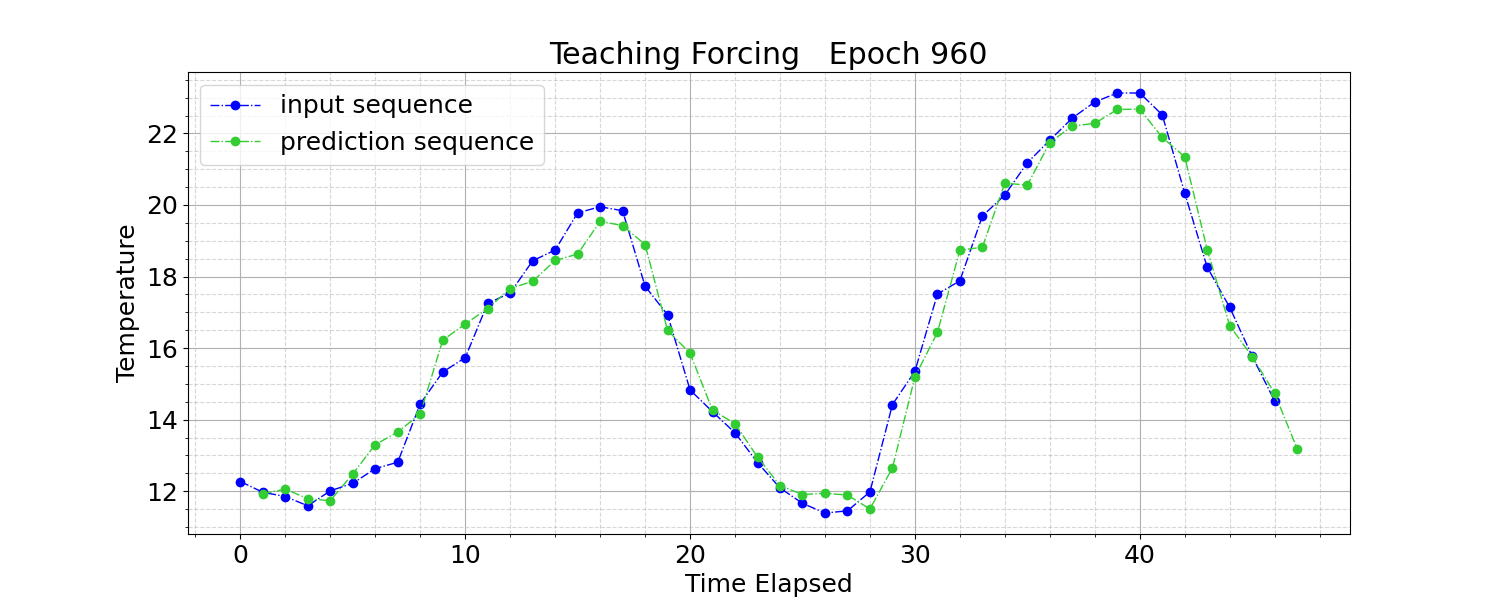 Teaching Forcing   Epoch 960
input sequence
prediction sequence
Temperature
22
20
18
16
14
12
0 10 20 30 40
Time Elapsed